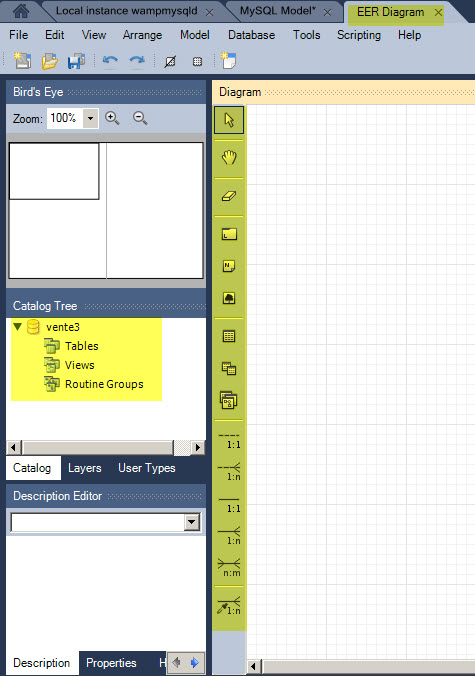 Local instance wampmysqld MySQL Model* EER Diagram
File Edit View Arrange Model Database Tools Scripting Help
Bird's Eye
Zoom: 100%
Catalog Tree
vente3
Tables
Views
Routine Groups
Catalog Layers User Types
Description Editor
Description Properties H
Diagram
1:1
1:n
1:1
1:n
n:m
1:n